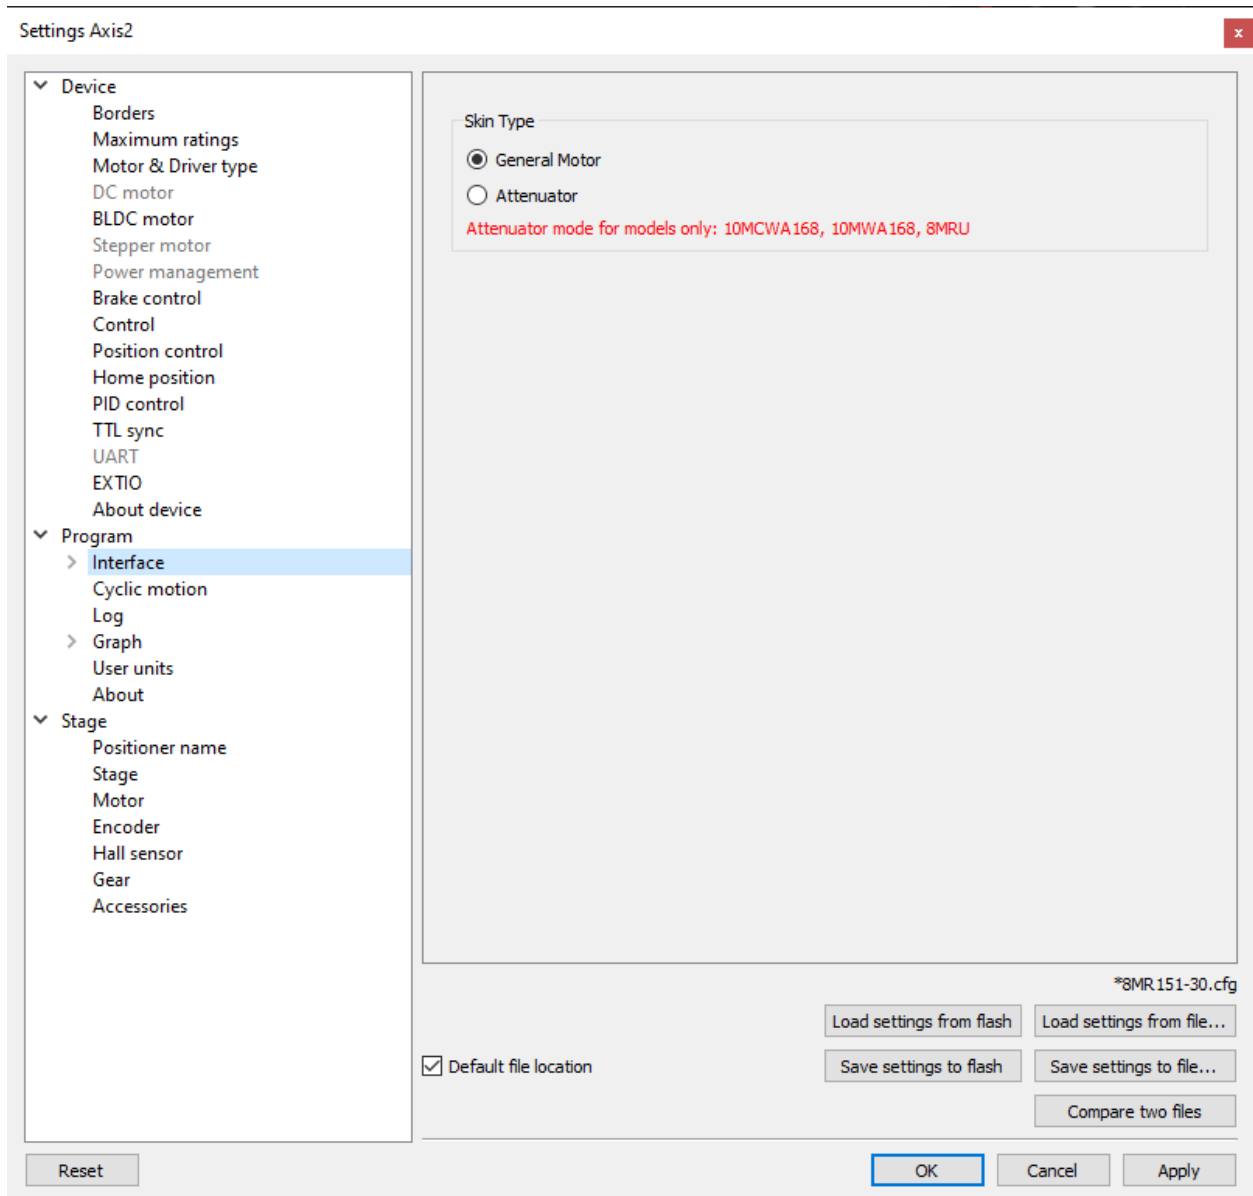 Settings Axis2
x
Device
Borders
Maximum ratings
Motor & Driver type
DC motor
BLDC motor
Stepper motor
Power management
Brake control
Control
Position control
Home position
PID control
TTL sync
UART
EXTIO
About device
Program
Interface
Cyclic motion
Log
Graph
User units
About
Stage
Positioner name
Stage
Motor
Encoder
Hall sensor
Gear
Accessories
Skin Type
General Motor
Attenuator
Attenuator mode for models only: 10MCWA168, 10MWA168, 8MRU
*8MR151-30.cfg
Load settings from flash
Load settings from file...
Default file location
Save settings to flash
Save settings to file...
Compare two files
Reset
OK
Cancel
Apply